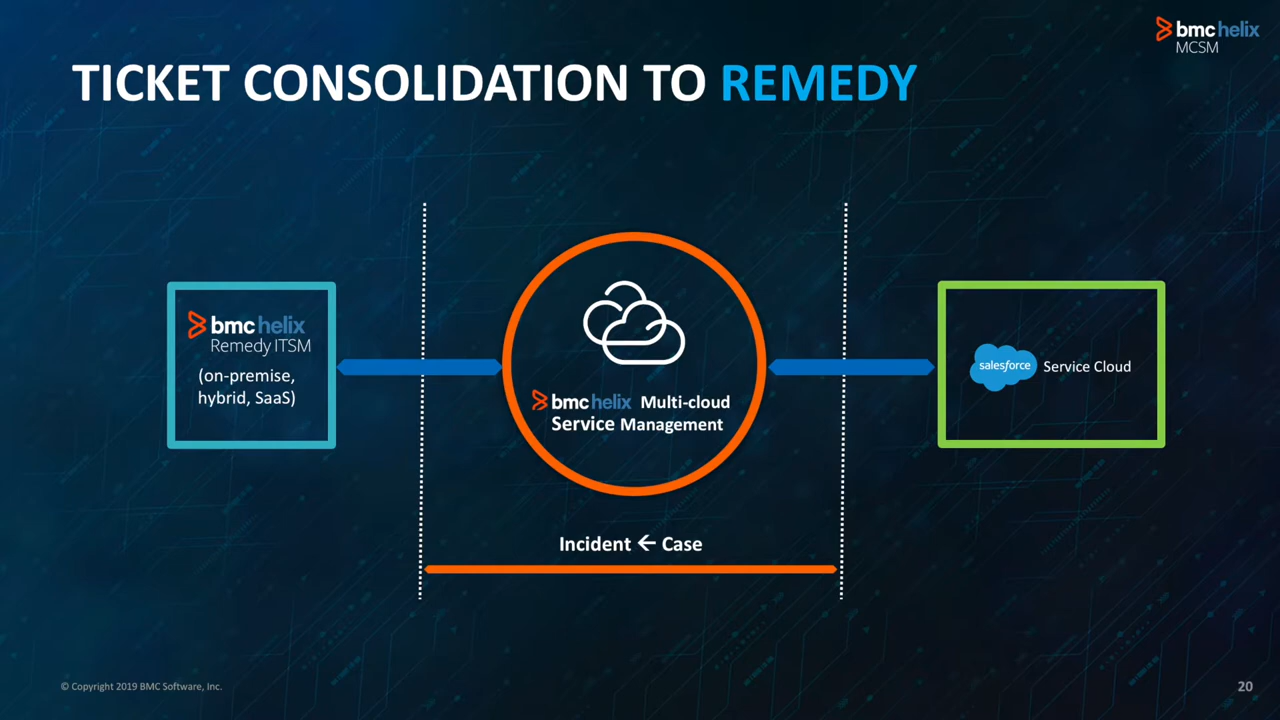 bmc helix
MCSM
TICKET CONSOLIDATION TO REMEDY
bmc helix
Remedy ITSM
(on-premise,
hybrid, SaaS)
bmc helix Multi-cloud
Service Management
salesforce Service Cloud
Incident ← Case
© Copyright 2019 BMC Software, Inc.
20